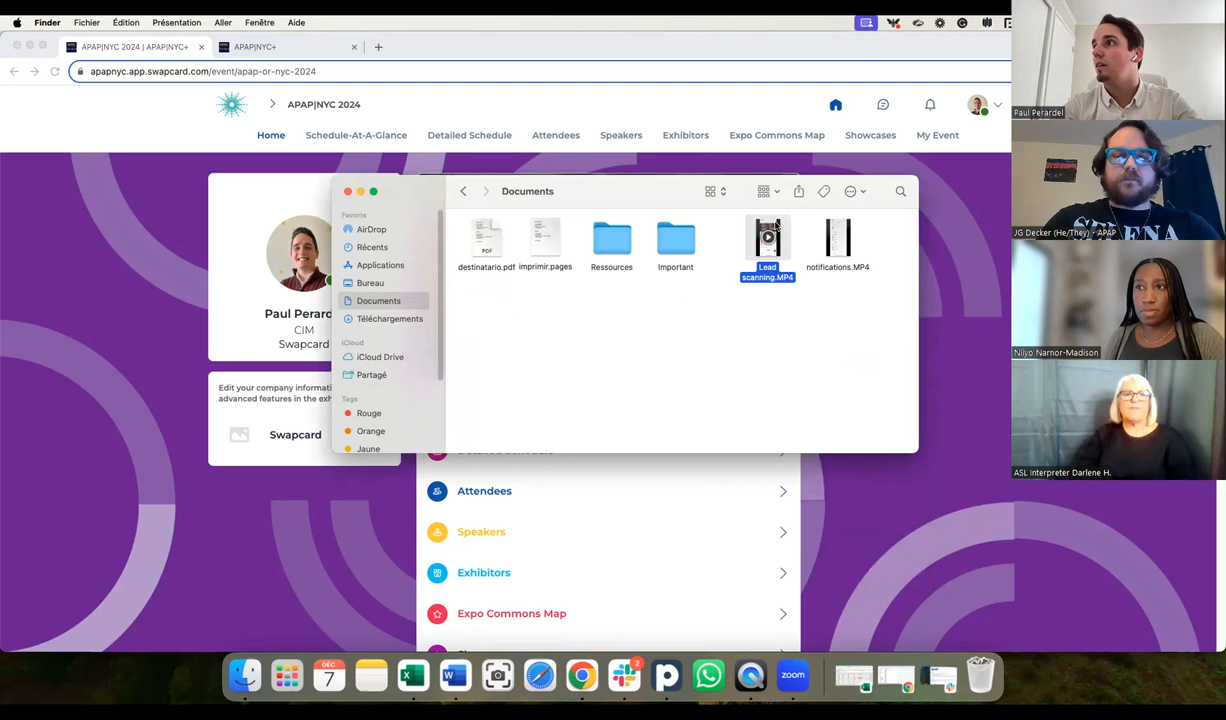 Finder Fichier Édition Présentation Aller Fenêtre Aide
APAP|NYC 2024 | APAP|NYC+
APAP|NYC+
apapnyc.app.swapcard.com/event/apap-or-nyc-2024
APAP|NYC 2024
Home Schedule-At-A-Glance Detailed Schedule Attendees Speakers Exhibitors Expo Commons Map Showcases My Event
Paul Perard
CIM
Swapcard
Edit your company informati
advanced features in the exh
Swapcard
Documents
Favoris
AirDrop
Récents
Applications
Bureau
Documents
Téléchargements
iCloud
iCloud Drive
Partagé
Tags
Rouge
Orange
Jaune
PDF
destinatario.pdf
imprimir.pages
Ressources
Important
Lead
scanning.MP4
notifications.MP4
Attendees
Speakers
Exhibitors
Expo Commons Map
Paul Perardel
SELENA
JG Decker (He/They) - APAP
Niiyo Narnor-Madison
ASL Interpreter Darlene H.
DÉC.
7
2
zoom